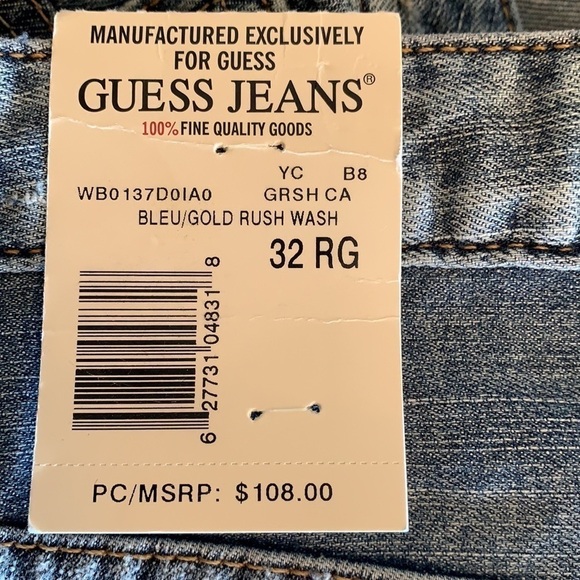 MANUFACTURED EXCLUSIVELY
FOR GUESS
GUESS JEANS®
100% FINE QUALITY GOODS
YC B8
WB0137D0IA0 GRSH CA
BLEU/GOLD RUSH WASH
32 RG
6 27731 04831 8
PC/MSRP: $108.00